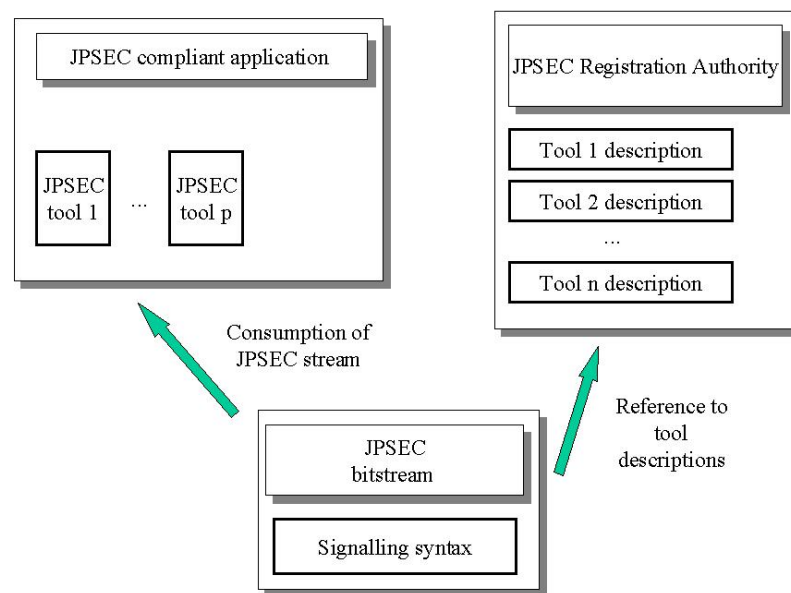 JPSEC compliant application
JPSEC
tool 1
...
JPSEC
tool p
JPSEC Registration Authority
Tool 1 description
Tool 2 description
...
Tool n description
Consumption of
JPSEC stream
Reference to
tool
descriptions
JPSEC
bitstream
Signalling syntax